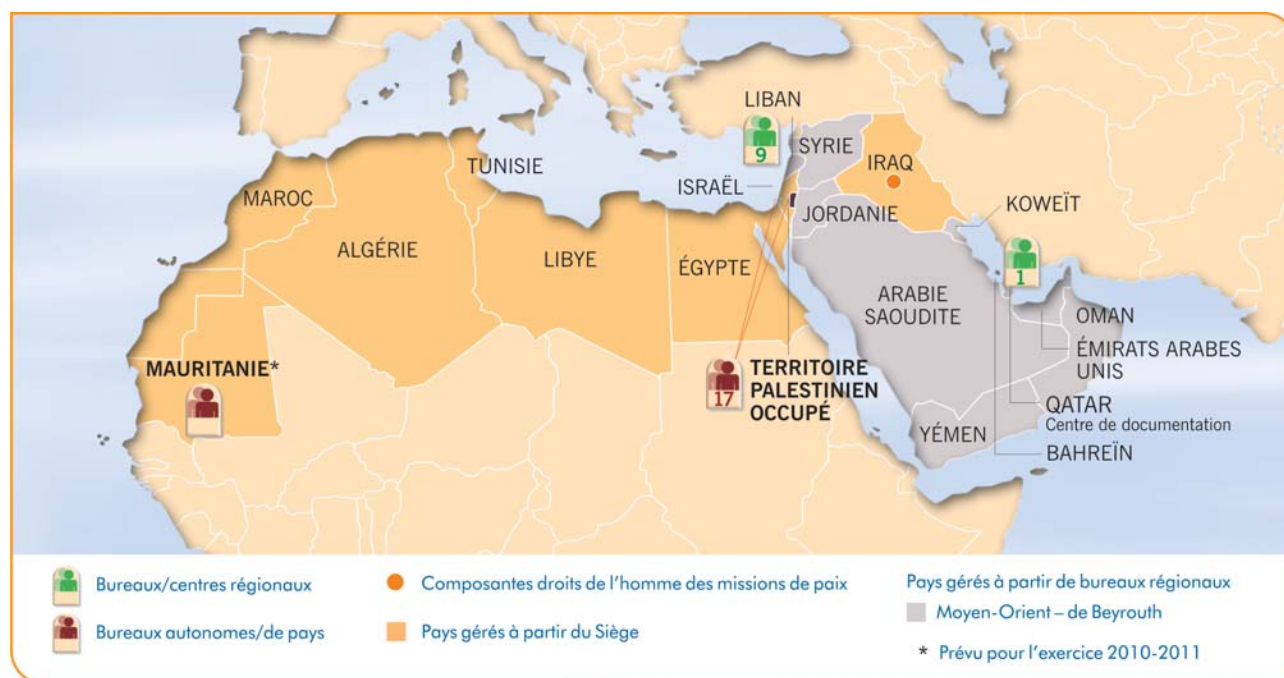 LIBAN
9
SYRIE
TUNISIE
IRAQ
ISRAËL
MAROC
JORDANIE
KOWEÏT
ALGÉRIE
LIBYE
ÉGYPTE
1
ARABIE
SAOUDITE
OMAN
ÉMIRATS ARABES
UNIS
MAURITANIE*
17
TERRITOIRE
PALESTINIEN
OCCUPÉ
QATAR
Centre de documentation
YÉMEN
BAHREÏN
Bureaux/centres régionaux
Composantes droits de l'homme des missions de paix
Pays gérés à partir de bureaux régionaux
Moyen-Orient – de Beyrouth
Bureaux autonomes/de pays
Pays gérés à partir du Siège
* Prévu pour l'exercice 2010-2011